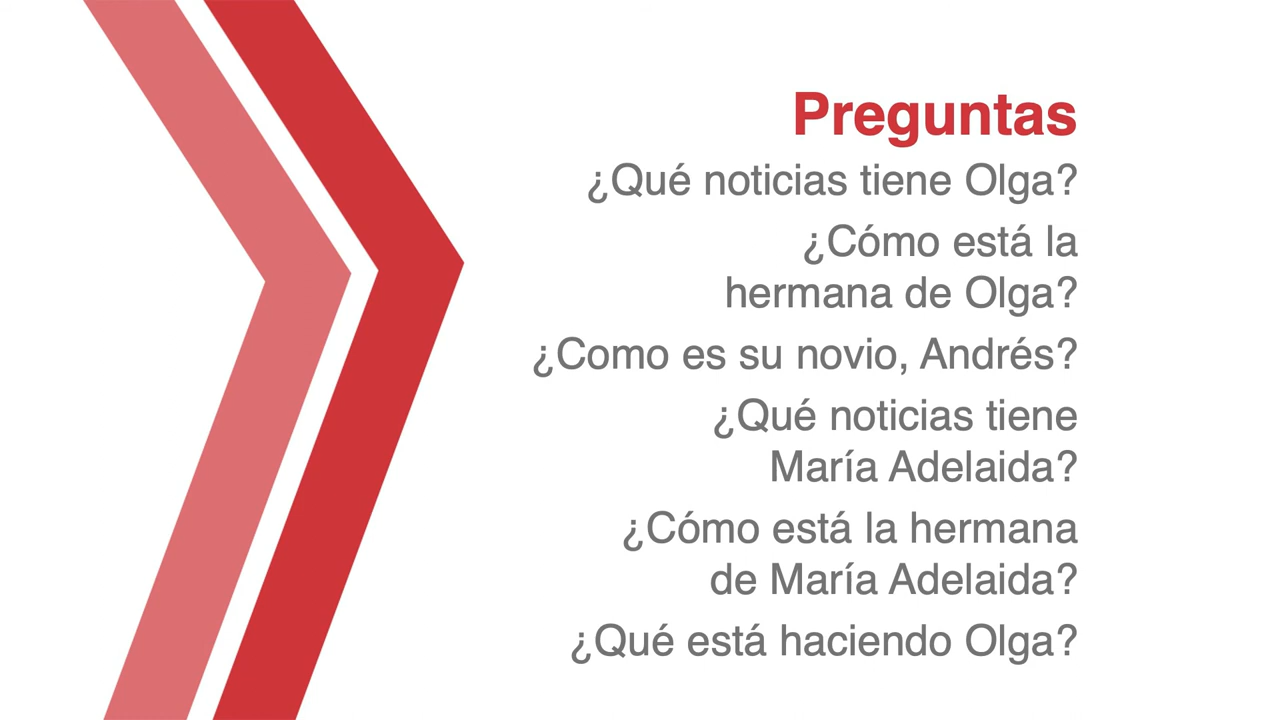 Preguntas
¿Qué noticias tiene Olga?
¿Cómo está la
hermana de Olga?
¿Como es su novio, Andrés?
¿Qué noticias tiene
María Adelaida?
¿Cómo está la hermana
de María Adelaida?
¿Qué está haciendo Olga?